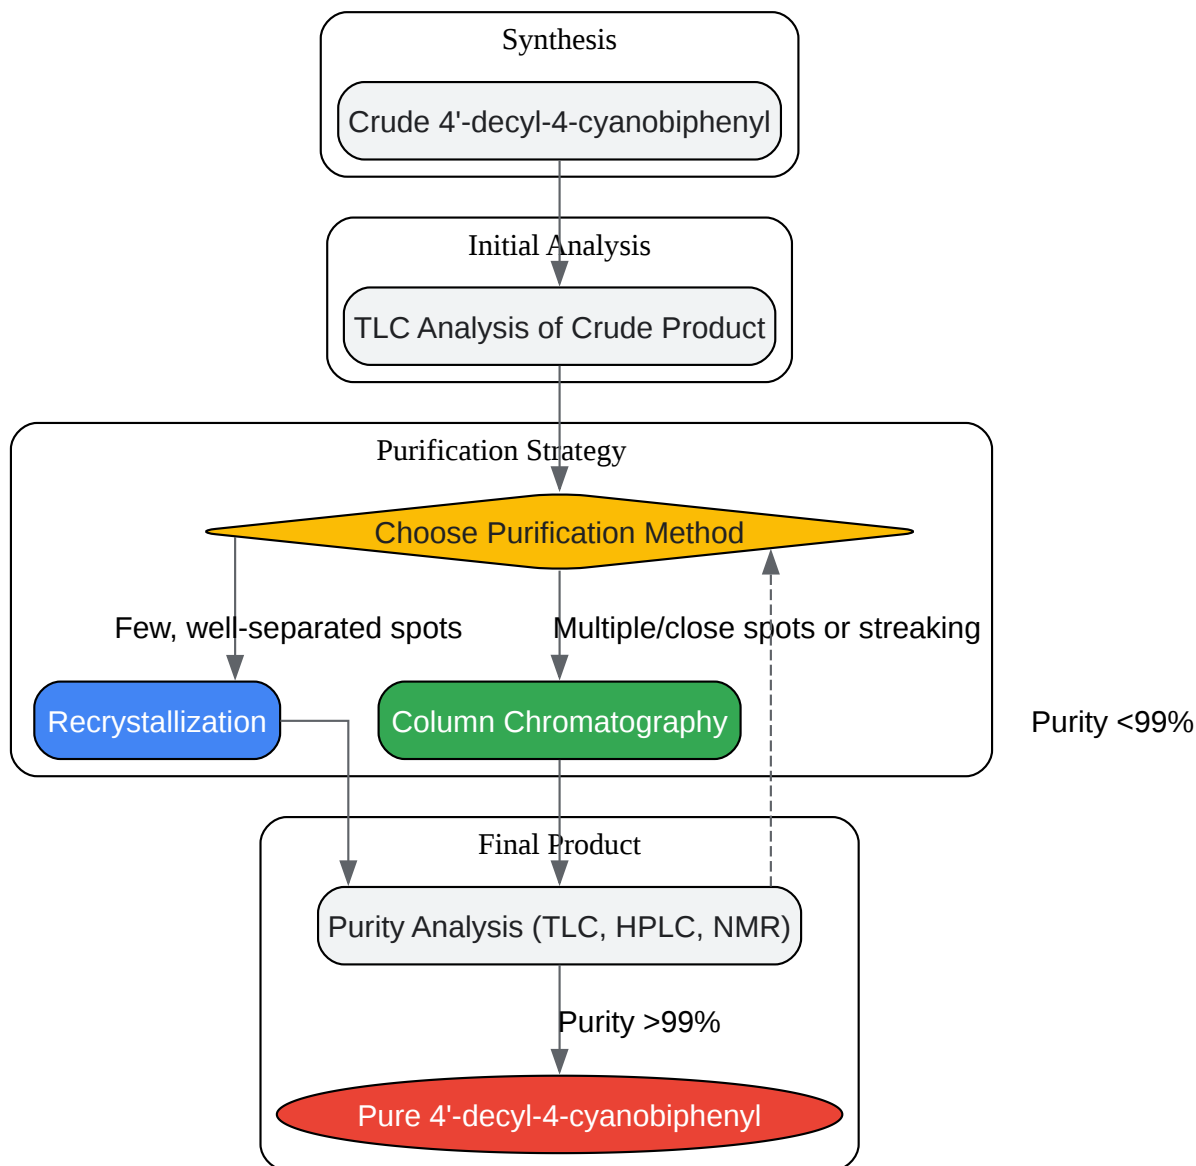 Synthesis
Crude 4'-decyl-4-cyanobiphenyl
Initial Analysis
TLC Analysis of Crude Product
Purification Strategy
Choose Purification Method
Few, well-separated spots
Multiple/close spots or streaking
Recrystallization
Column Chromatography
Purity <99%
Final Product
Purity Analysis (TLC, HPLC, NMR)
Purity >99%
Pure 4'-decyl-4-cyanobiphenyl